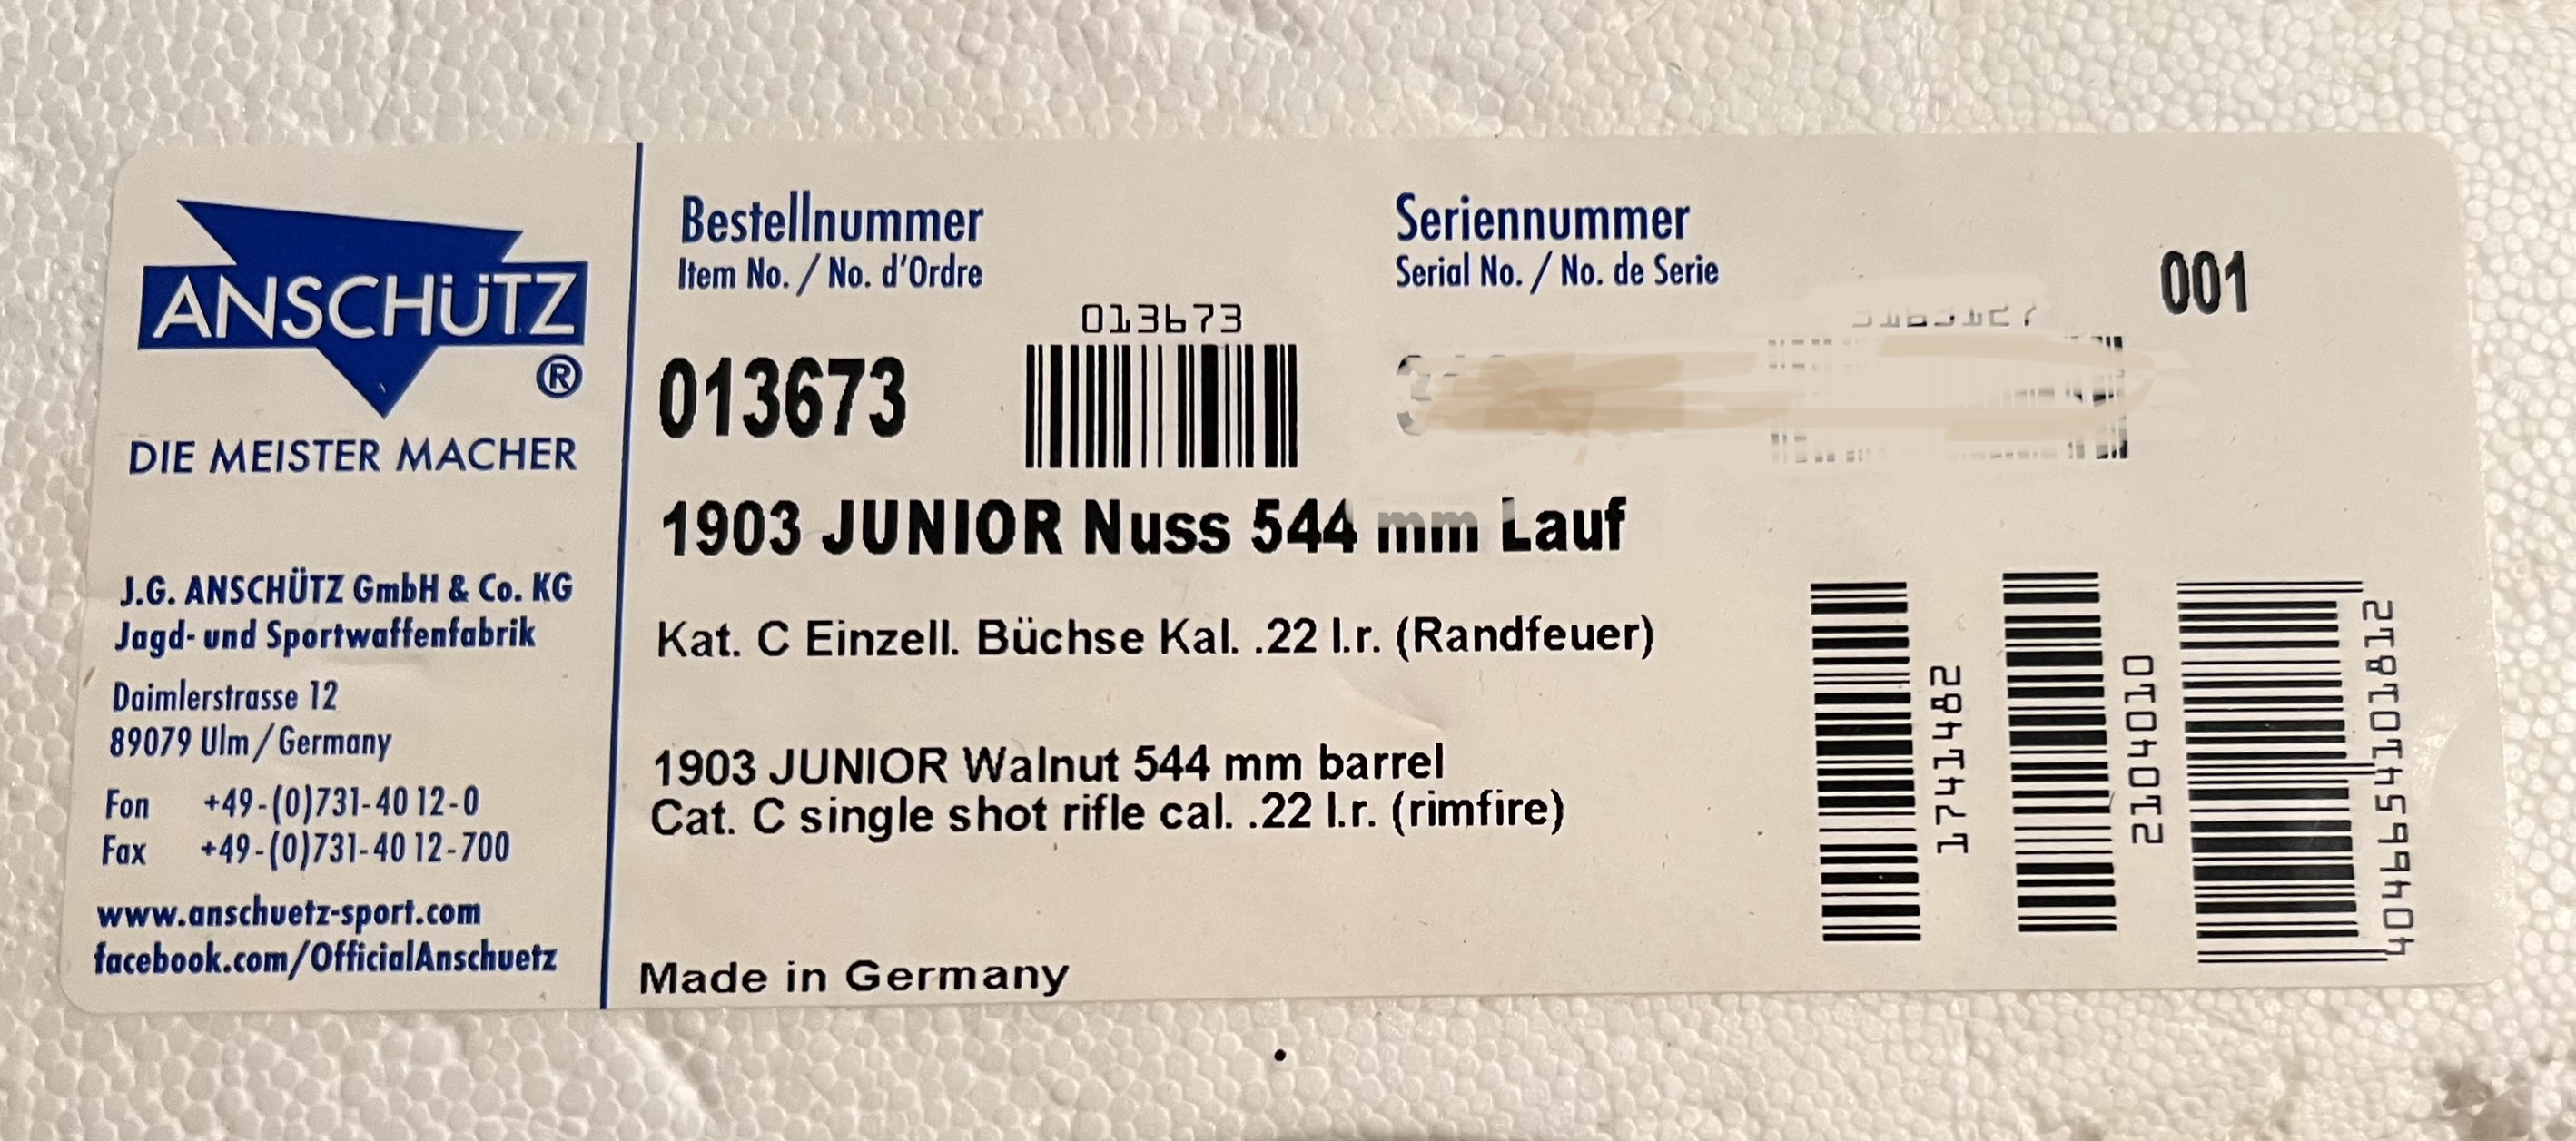 ANSCHÜTZ
®
DIE MEISTER MACHER
J.G. ANSCHÜTZ GmbH & Co. KG
Jagd- und Sportwaffenfabrik
Daimlerstrasse 12
89079 Ulm / Germany
Fon +49-(0)731-40 12-0
Fax +49-(0)731-40 12-700
www.anschuetz-sport.com
facebook.com/OfficialAnschuetz
Bestellnummer
Item No. / No. d'Ordre
013673
013673
Seriennummer
Serial No. / No. de Serie
001
1903 JUNIOR Nuss 544 mm Lauf
Kat. C Einzell. Büchse Kal. .22 l.r. (Randfeuer)
1903 JUNIOR Walnut 544 mm barrel
Cat. C single shot rifle cal. .22 l.r. (rimfire)
Made in Germany
1741482
2104010
4046654101812